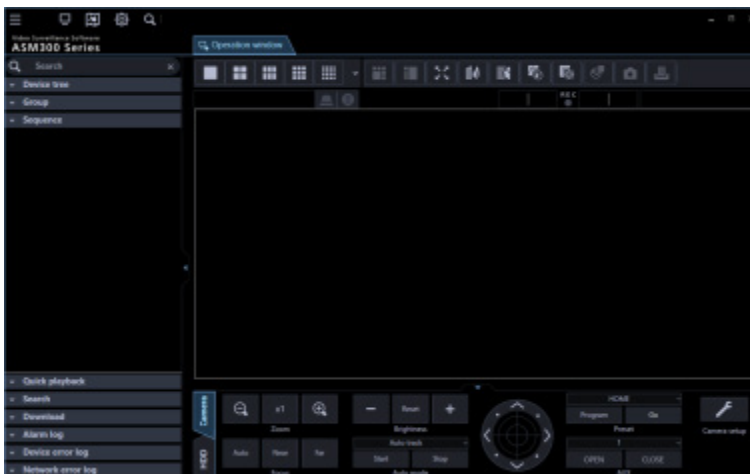 Video Surveillance Software
ASM300 Series
Operation window
Search
Device tree
Group
Sequence
REC
Quick playback
Search
Download
Alarm log
Device error log
Network error log
Camera
HDD
x1
Zoom
Auto
Near
Far
Focus
Reset
Brightness
Auto track
Start
Stop
Auto mode
HOME
Program
Go
Preset
1
OPEN
CLOSE
AUX
Camera setup